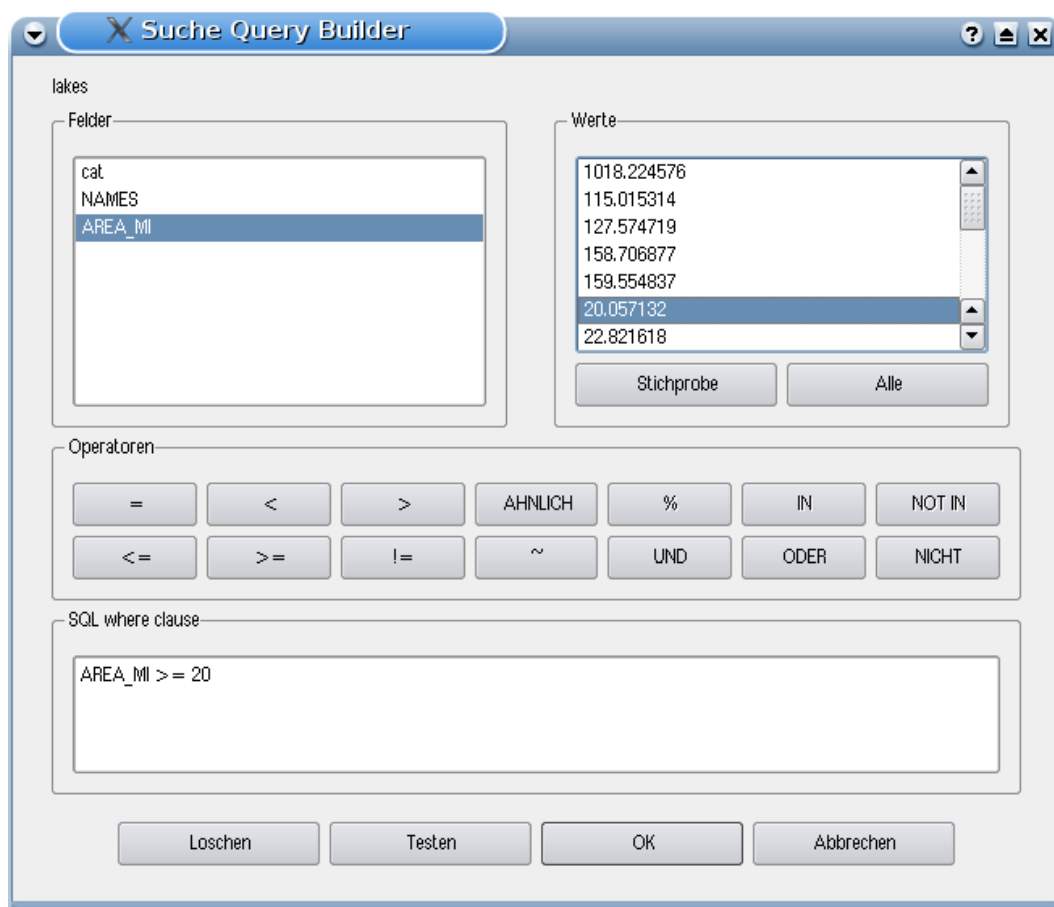 Suche Query Builder
lakes
Felder
cat
NAMES
AREA_MI
Werte
1018.224576
115.015314
127.574719
158.706877
159.554837
20.057132
22.821618
Stichprobe Alle
Operatoren
= < > AHNLICH % IN NOT IN
<= >= != ~ UND ODER NICHT
SQL where clause
AREA_MI >= 20
Loschen Testen OK Abbrechen